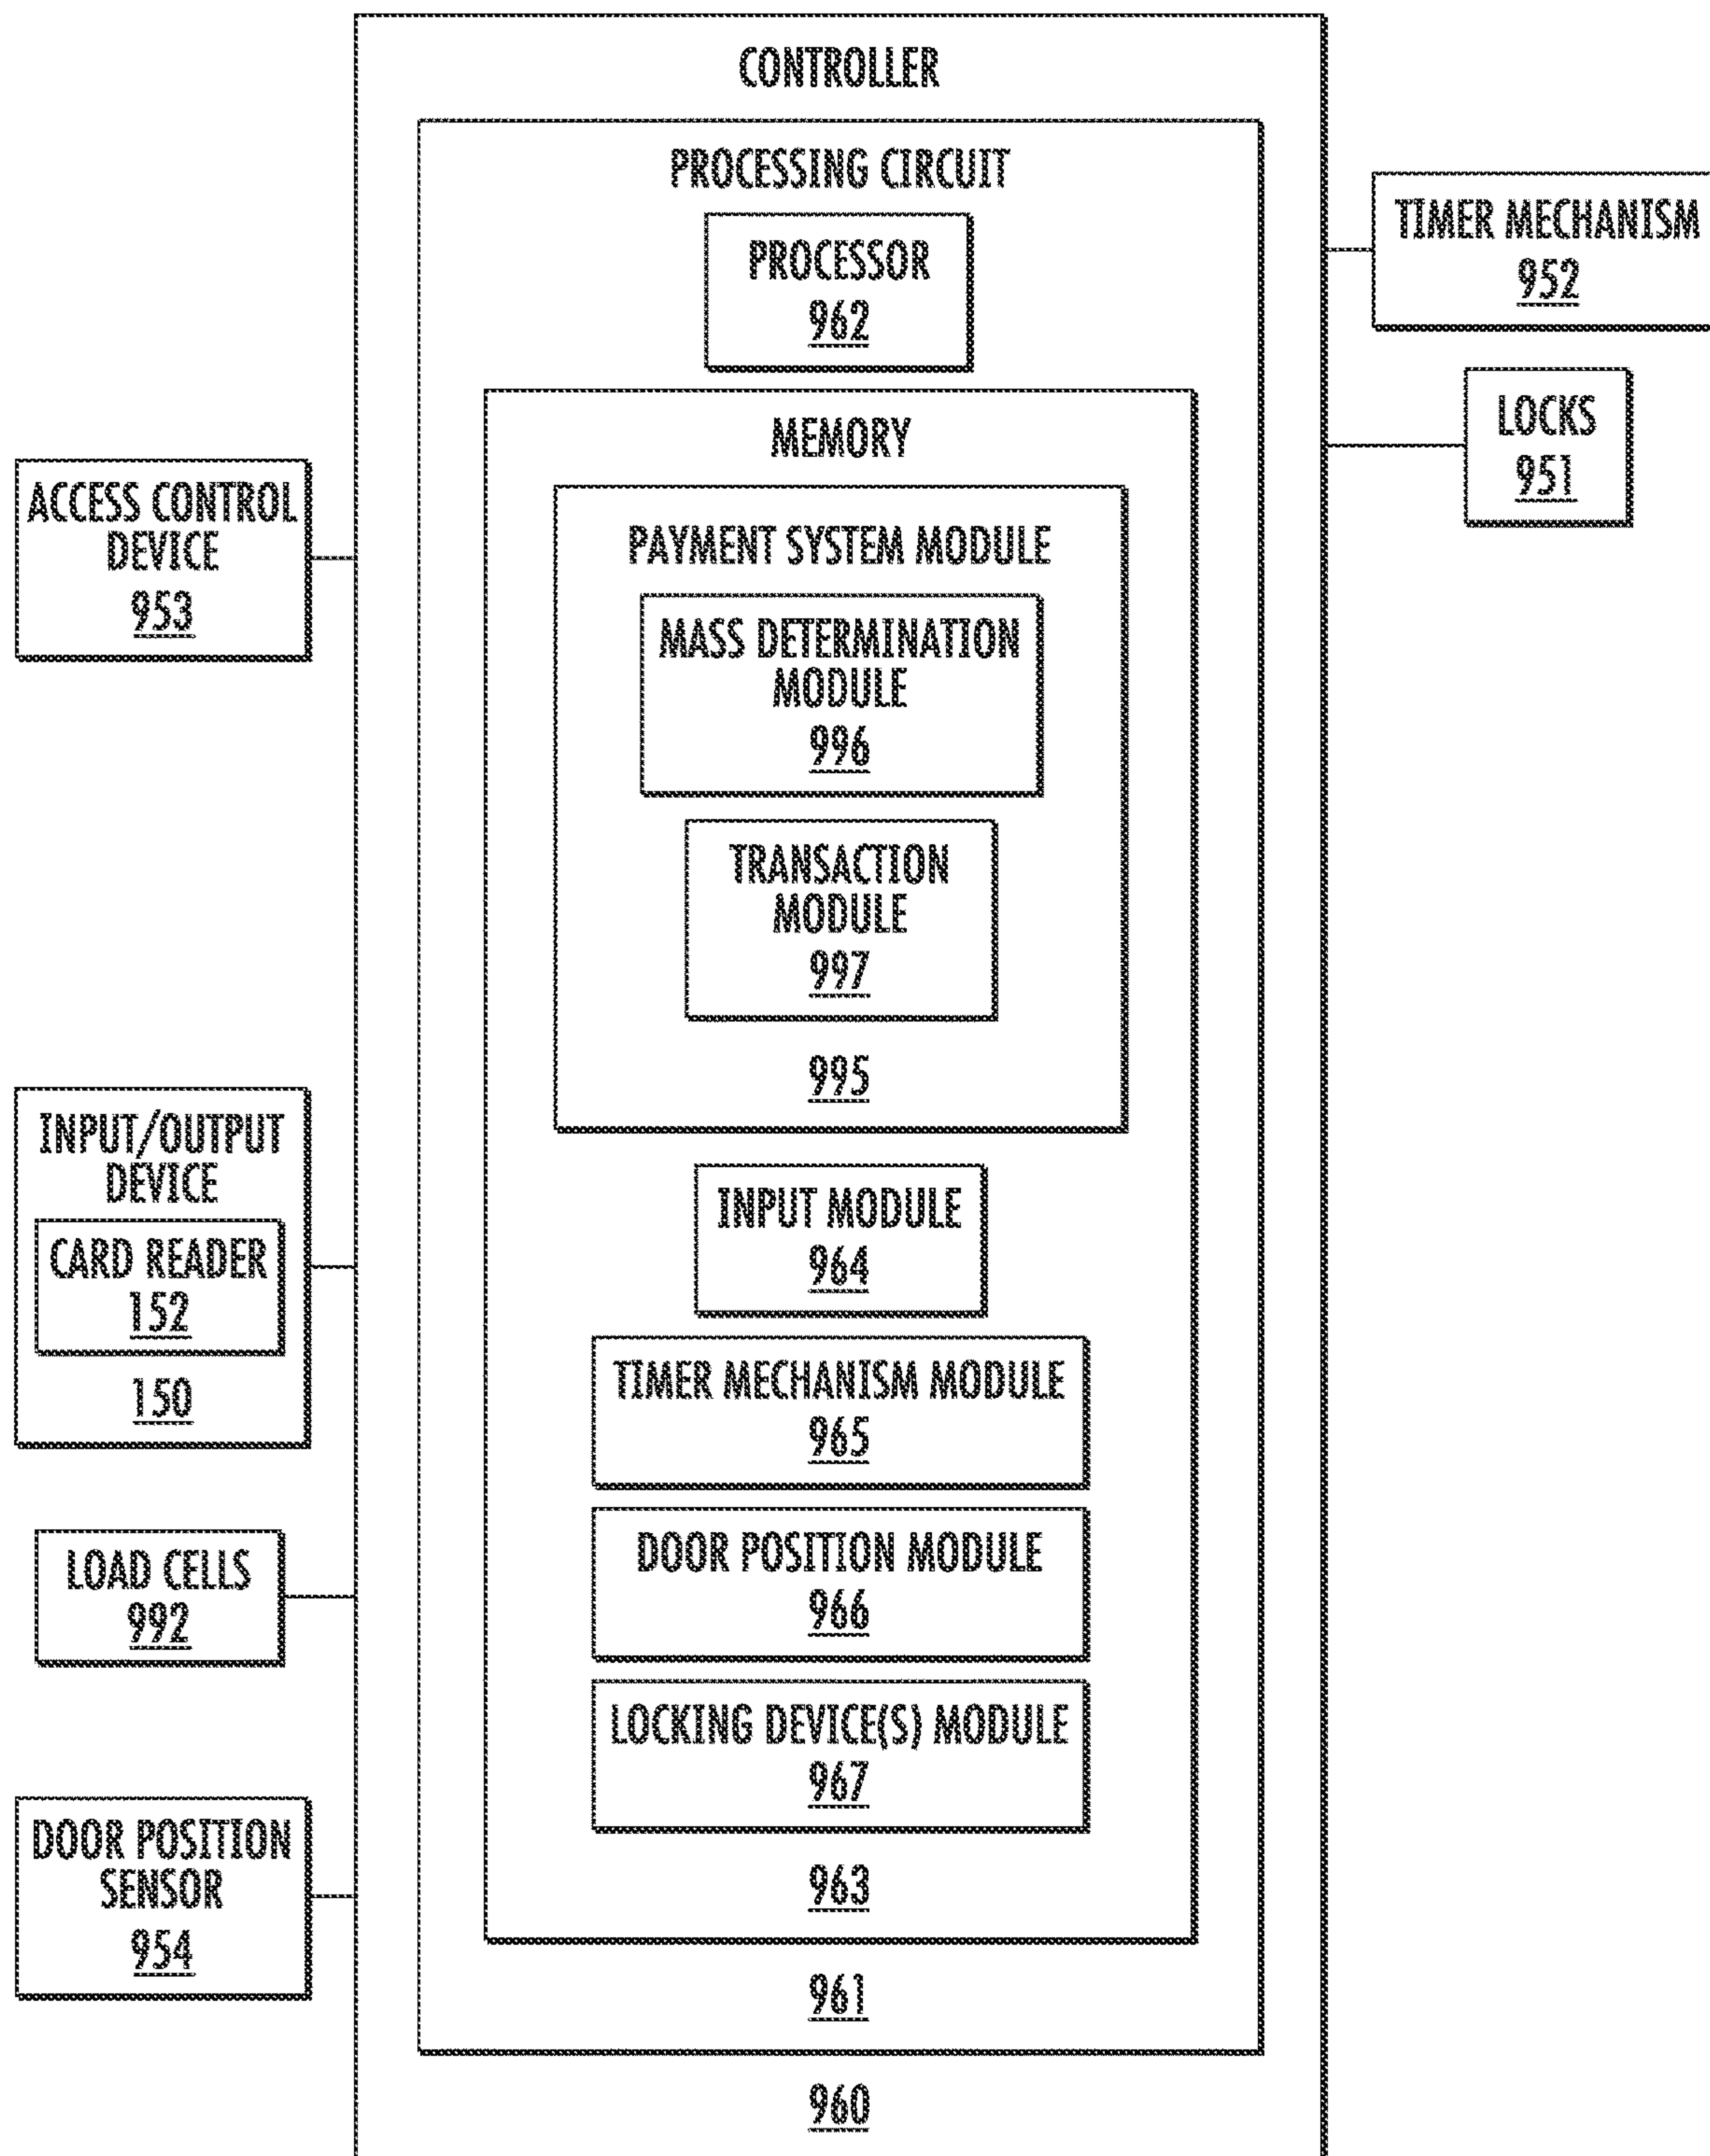 CONTROLLER
PROCESSING CIRCUIT
PROCESSOR
962
MEMORY
PAYMENT SYSTEM MODULE
MASS DETERMINATION
MODULE
996
TRANSACTION
MODULE
997
995
INPUT MODULE
964
TIMER MECHANISM MODULE
965
DOOR POSITION MODULE
966
LOCKING DEVICE(S) MODULE
967
963
961
960
ACCESS CONTROL
DEVICE
953
INPUT/OUTPUT
DEVICE
CARD READER
152
150
LOAD CELLS
992
DOOR POSITION
SENSOR
954
TIMER MECHANISM
952
LOCKS
951